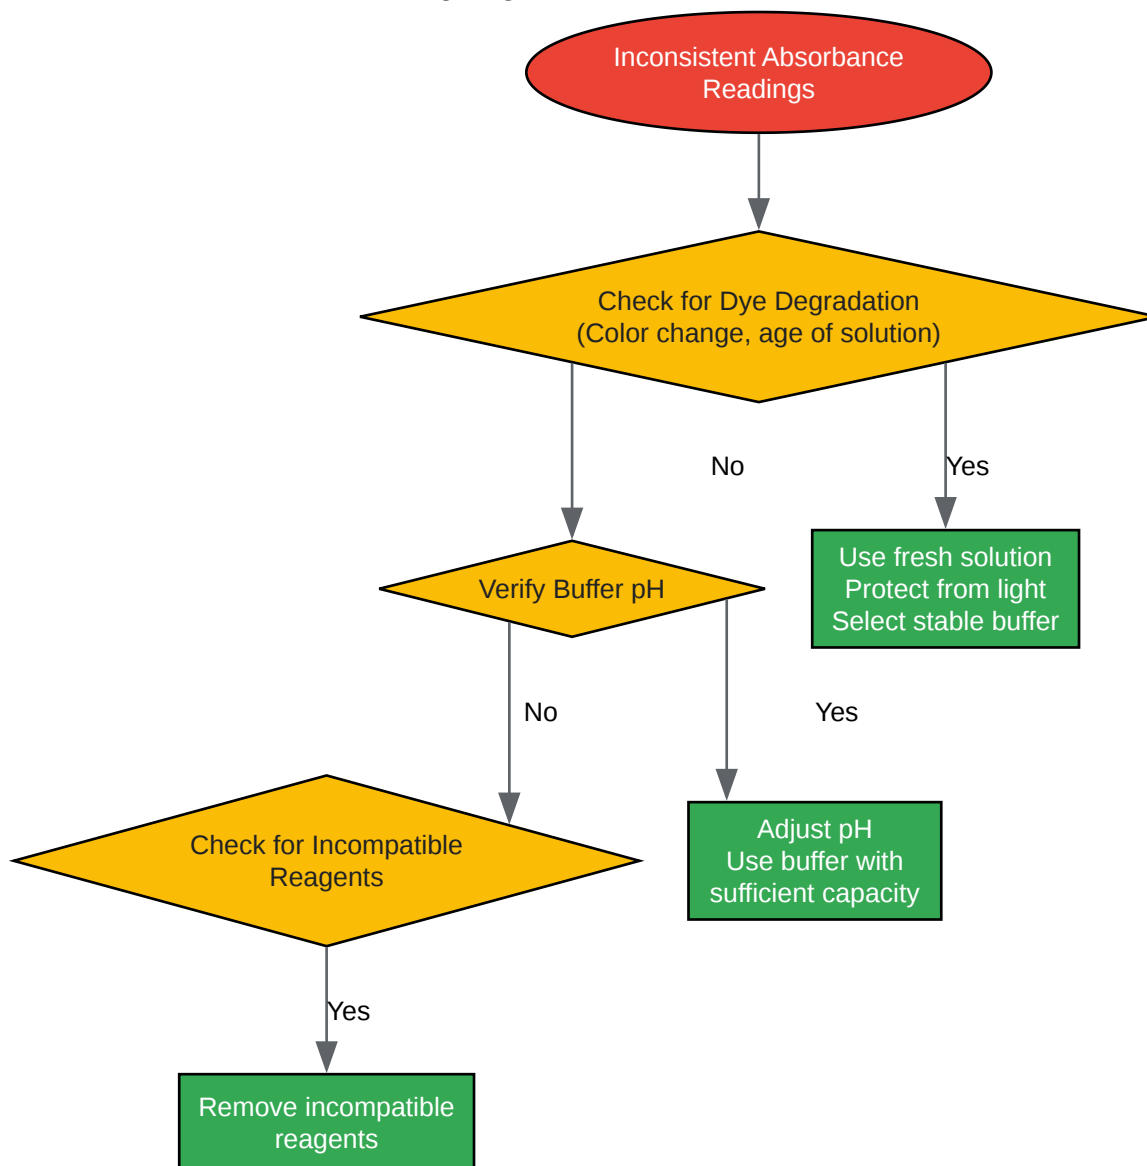 Inconsistent Absorbance
Readings
Check for Dye Degradation
(Color change, age of solution)
No
Yes
Use fresh solution
Protect from light
Select stable buffer
Verify Buffer pH
No
Yes
Adjust pH
Use buffer with
sufficient capacity
Check for Incompatible
Reagents
Yes
Remove incompatible
reagents